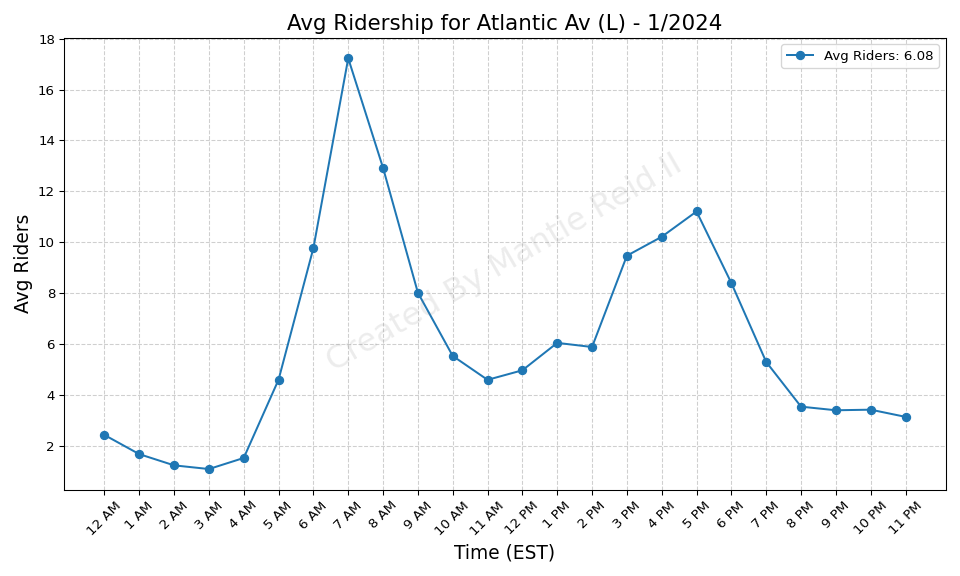 Avg Ridership for Atlantic Av (L) - 1/2024
Avg Riders: 6.08
18
16
14
12
10
8
6
4
2
Avg Riders
Created By Mantie Reid II
12 AM
1 AM
2 AM
3 AM
4 AM
5 AM
6 AM
7 AM
8 AM
9 AM
10 AM
11 AM
12 PM
1 PM
2 PM
3 PM
4 PM
5 PM
6 PM
7 PM
8 PM
9 PM
10 PM
11 PM
Time (EST)